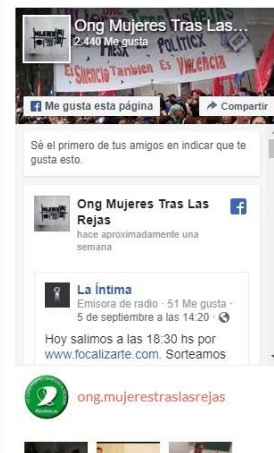 Ong Mujeres Tras Las...
2.440 Me gusta
El Silencio También Es Violencia
Me gusta esta página
Compartir
Sé el primero de tus amigos en indicar que te
gusta esto.
Ong Mujeres Tras Las
Rejas
hace aproximadamente una
semana
La Íntima
Emisora de radio · 51 Me gusta ·
5 de septiembre a las 14:20 ·
Hoy salimos a las 18:30 hs por
www.focalizarte.com. Sorteamos
ong.mujerestraslasrejas